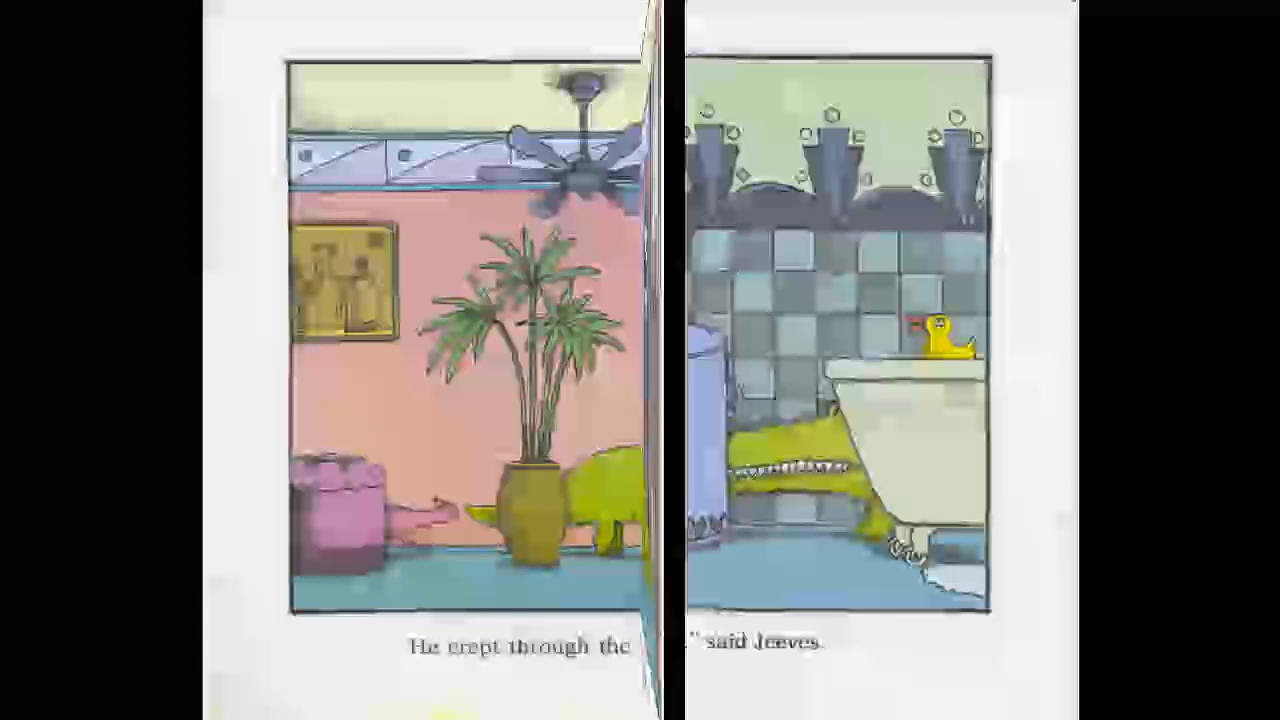 He crept through the
." said Jeeves.